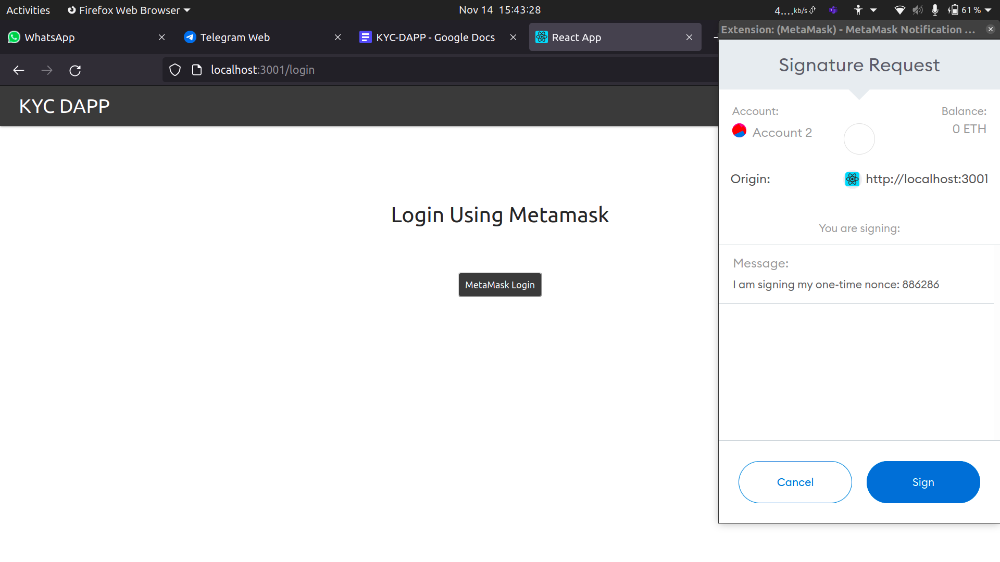 Activities Firefox Web Browser Nov 14 15:43:28 4....kb/s 61 %
WhatsApp Telegram Web KYC-DAPP - Google Docs React App
localhost:3001/login
KYC DAPP
Login Using Metamask
MetaMask Login
Extension: (MetaMask) - MetaMask Notification ...
Signature Request
Account: Balance:
Account 2 0 ETH
Origin: http://localhost:3001
You are signing:
Message:
I am signing my one-time nonce: 886286
Cancel Sign